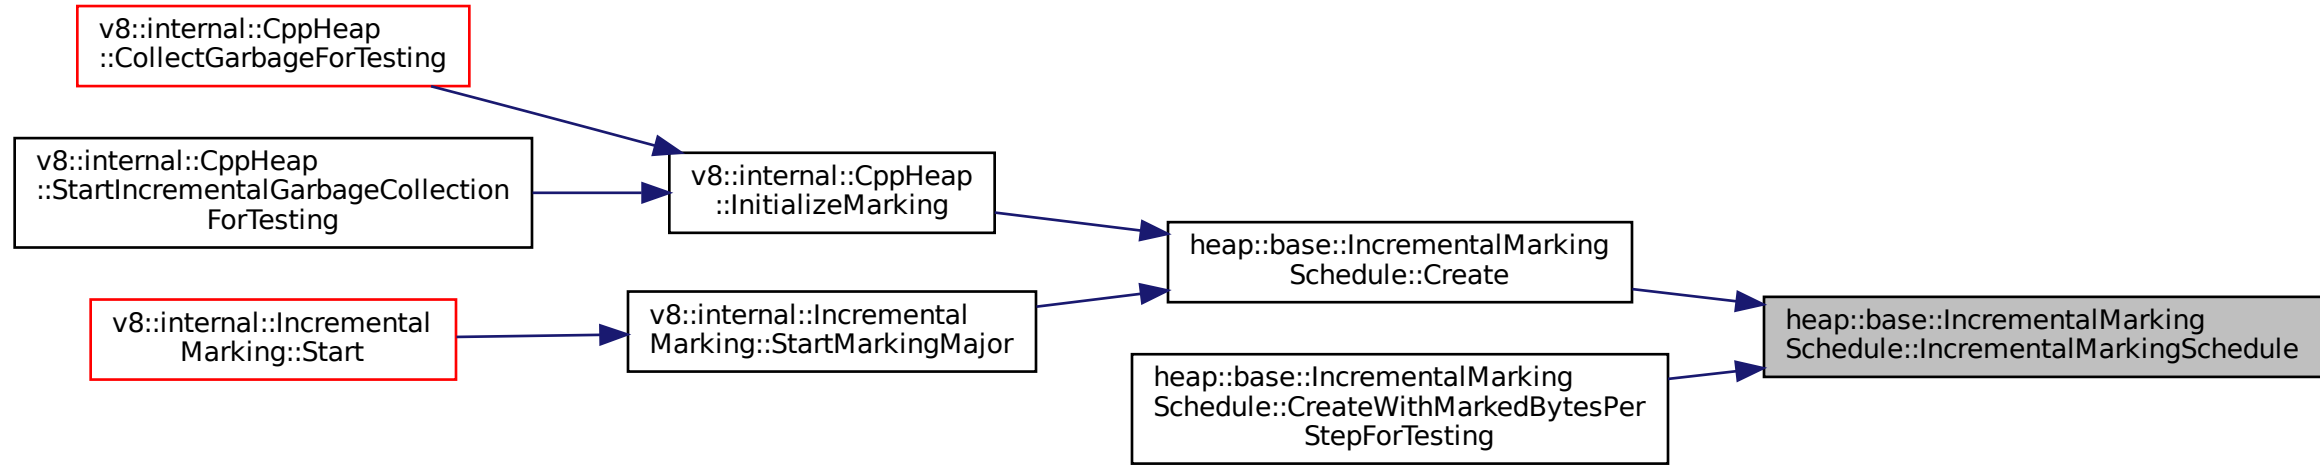 v8::internal::CppHeap
::CollectGarbageForTesting
v8::internal::CppHeap
::StartIncrementalGarbageCollection
ForTesting
v8::internal::CppHeap
::InitializeMarking
heap::base::IncrementalMarking
Schedule::Create
v8::internal::Incremental
Marking::Start
v8::internal::Incremental
Marking::StartMarkingMajor
heap::base::IncrementalMarking
Schedule::CreateWithMarkedBytesPer
StepForTesting
heap::base::IncrementalMarking
Schedule::IncrementalMarkingSchedule